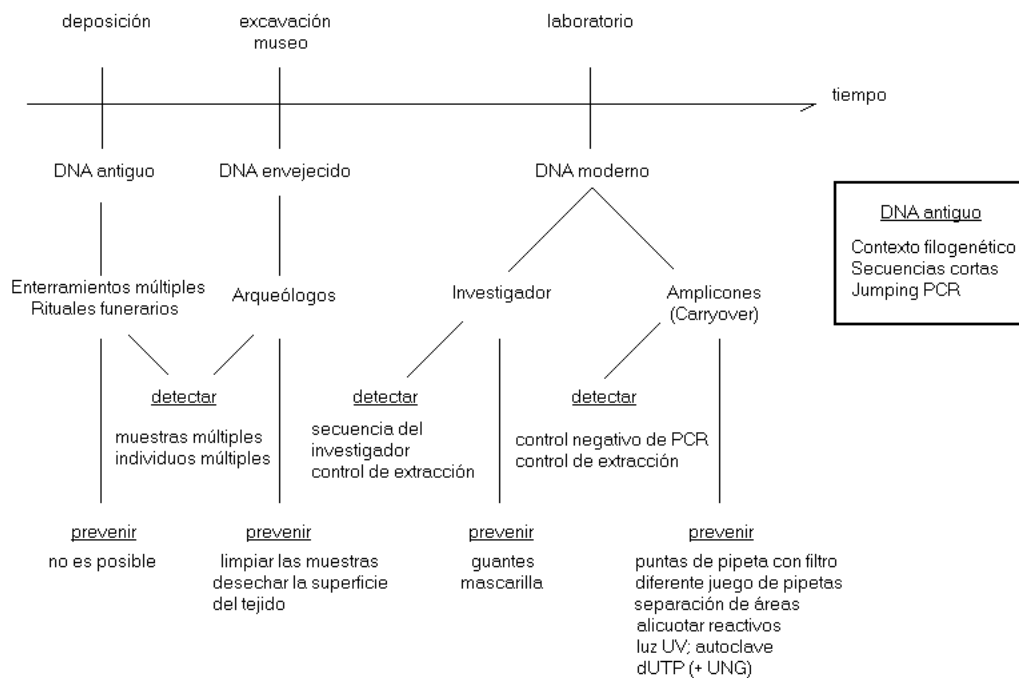 deposición
excavación
museo
laboratorio
tiempo
DNA antiguo
DNA envejecido
DNA moderno
DNA antiguo
Contexto filogenético
Secuencias cortas
Jumping PCR
Enterramientos múltiples
Rituales funerarios
Arqueólogos
Investigador
Amplicones
(Carryover)
detectar
muestras múltiples
individuos múltiples
detectar
secuencia del
investigador
control de extracción
detectar
control negativo de PCR
control de extracción
prevenir
no es posible
prevenir
limpiar las muestras
desechar la superficie
del tejido
prevenir
guantes
mascarilla
prevenir
puntas de pipeta con filtro
diferente juego de pipetas
separación de áreas
alicuotar reactivos
luz UV; autoclave
dUTP (+ UNG)